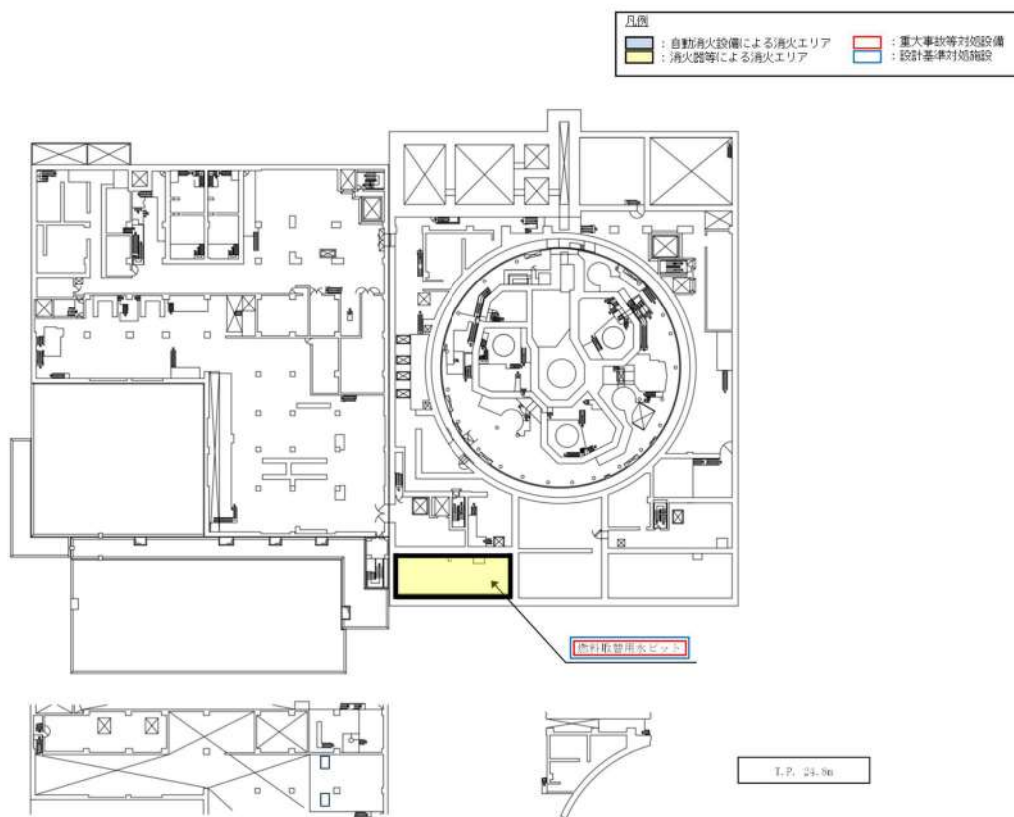 凡例
：自動消火設備による消火エリア
：重大事故等対処設備
：消火器等による消火エリア
：設計基準対処施設
燃料取替用水ピット
T.P. 24.8m